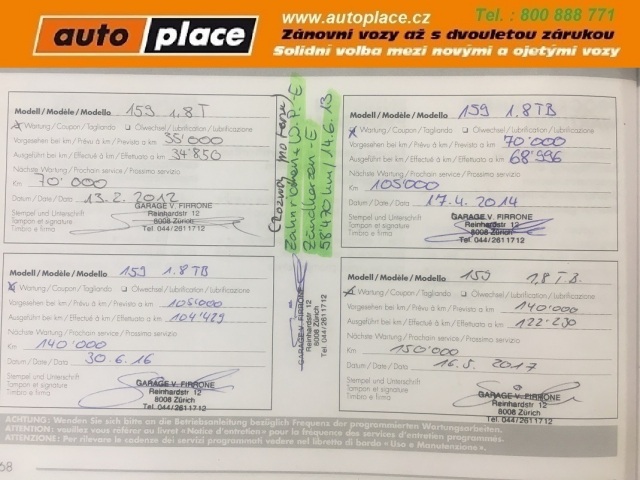 auto place
www.autoplace.cz
Tel. : 800 888 771
Zánovní vozy až s dvouletou zárukou
Solidní volba mezi novými a ojetými vozy
Modell / Modèle / Modello 159 1.8 T
Wartung / Coupon / Tagliando Ölwechsel / Lubrification / Lubrificazione
Vorgesehen bei km / Prévu à km / Previsto a km 35'000
Ausgeführt bei km / Effectué à km / Effettuato a km 34'850
Nächste Wartung / Prochain service / Prossimo servizio
Km 70'000
Datum / Date / Data 13.2.2012
Stempel und Unterschrift
Tampon et signature
Timbro e firma
GARAGE V. FIRRONE
Reinhardstr 12
8008 Zürich
Tel. 044/2611712
(Rozvody motoru)
Zahnriemen + W.P. - E
Zündkerzen - E
58'470 km / 14.6.13
GARAGE V. FIRRONE
Reinhardstr 12
8008 Zürich
Tel. 044/2611712
Modell / Modèle / Modello 159 1.8 TB
Wartung / Coupon / Tagliando Ölwechsel / Lubrification / Lubrificazione
Vorgesehen bei km / Prévu à km / Previsto a km 70'000
Ausgeführt bei km / Effectué à km / Effettuato a km 68'996
Nächste Wartung / Prochain service / Prossimo servizio
Km 105'000
Datum / Date / Data 17.4.2014
Stempel und Unterschrift
Tampon et signature
Timbro e firma
GARAGE V. FIRRONE
Reinhardstr 12
8008 Zürich
Tel. 044/2611712
Modell / Modèle / Modello 159 1.8 TB
Wartung / Coupon / Tagliando Ölwechsel / Lubrification / Lubrificazione
Vorgesehen bei km / Prévu à km / Previsto a km 105'000
Ausgeführt bei km / Effectué à km / Effettuato a km 104'429
Nächste Wartung / Prochain service / Prossimo servizio
Km 140'000
Datum / Date / Data 30.6.16
Stempel und Unterschrift
Tampon et signature
Timbro e firma
GARAGE V. FIRRONE
Reinhardstr 12
8008 Zürich
Tel. 044/2611712
Modell / Modèle / Modello 159 1,8 TB.
Wartung / Coupon / Tagliando Ölwechsel / Lubrification / Lubrificazione
Vorgesehen bei km / Prévu à km / Previsto a km 140'000
Ausgeführt bei km / Effectué à km / Effettuato a km 122'230
Nächste Wartung / Prochain service / Prossimo servizio
Km 150'000
Datum / Date / Data 16.5.2017
Stempel und Unterschrift
Tampon et signature
Timbro e firma
GARAGE V. FIRRONE
Reinhardstr 12
8008 Zürich
Tel. 044/2611712
ACHTUNG: Wenden Sie sich bitte an die Betriebsanleitung bezüglich Frequenz der programmierten Wartungsarbeiten.
ATTENTION: veuillez vous référer au livret «Notice d'entretien» pour la fréquence des services d'entretien programmés.
ATTENZIONE: Per rilevare le cadenze dei servizi programmati vedere nel libretto di bordo «Uso e Manutenzione».
68